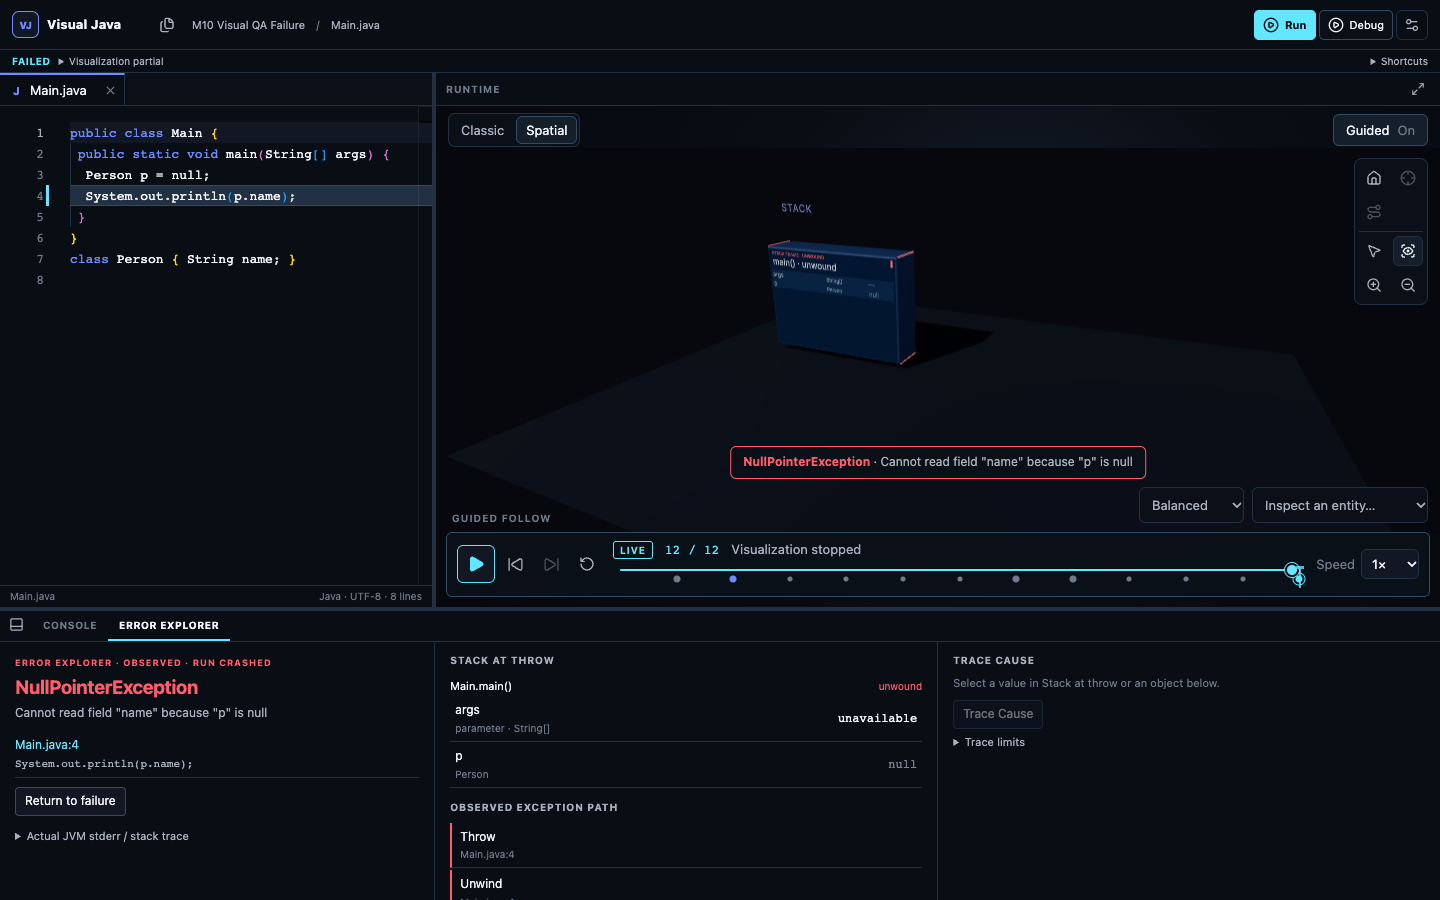 VJ Visual Java
M10 Visual QA Failure / Main.java
Run
Debug
FAILED Visualization partial
Shortcuts
J Main.java
RUNTIME
Classic Spatial
Guided On
1 public class Main {
2 public static void main(String[] args) {
3 Person p = null;
4 System.out.println(p.name);
5 }
6 }
7 class Person { String name; }
8
STACK
main() · unwound
args String[]
Person null
NullPointerException · Cannot read field "name" because "p" is null
Balanced
Inspect an entity...
GUIDED FOLLOW
LIVE 12 / 12 Visualization stopped
Speed 1×
Main.java
Java · UTF-8 · 8 lines
CONSOLE ERROR EXPLORER
ERROR EXPLORER · OBSERVED · RUN CRASHED
NullPointerException
Cannot read field "name" because "p" is null
Main.java:4
System.out.println(p.name);
Return to failure
Actual JVM stderr / stack trace
STACK AT THROW
Main.main() unwound
args
parameter · String[]
unavailable
p
Person
null
OBSERVED EXCEPTION PATH
Throw
Main.java:4
Unwind
TRACE CAUSE
Select a value in Stack at throw or an object below.
Trace Cause
Trace limits